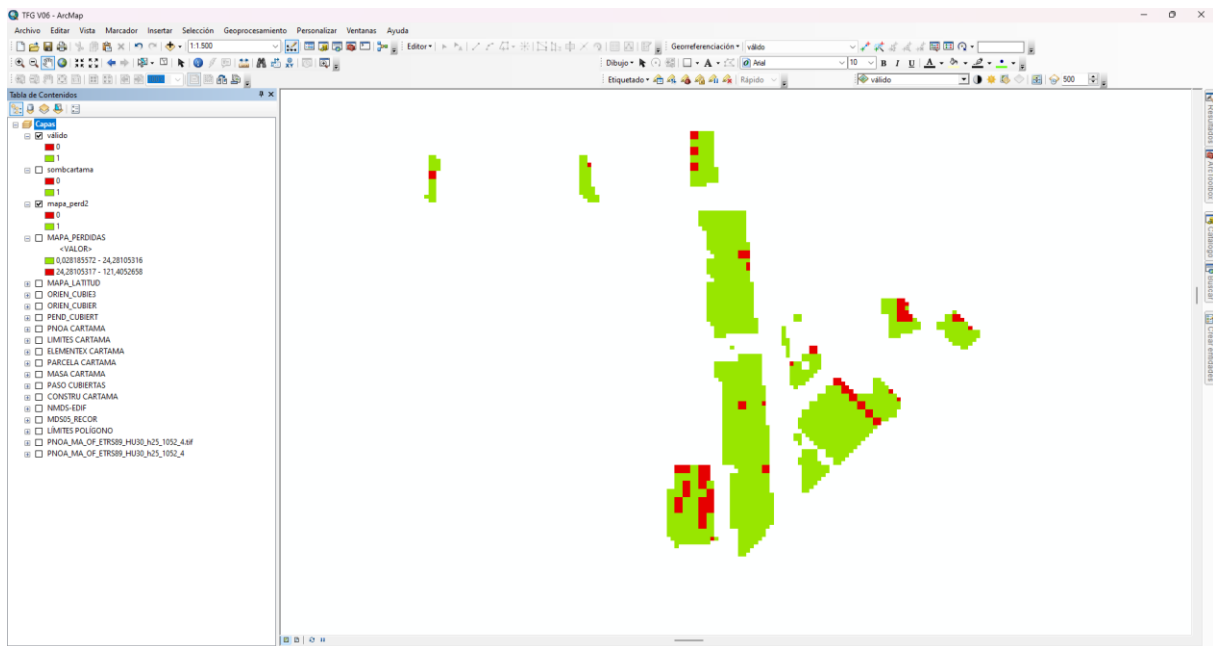 TFG V06 - ArcMap
Archivo Editar Vista Marcador Insertar Selección Geoprocesamiento Personalizar Ventanas Ayuda
1:1.500 Editor Georreferenciación válido
Dibujo A Arial 10 B I U A
Etiquetado Rápido válido 500
Tabla de Contenidos
Capas
válido
0
1
sombcartama
0
1
mapa_perd2
0
1
MAPA_PERDIDAS
<VALOR>
0,028185572 - 24,28105316
24,28105317 - 121,4052658
MAPA_LATITUD
ORIEN_CUBIE3
ORIEN_CUBIER
PEND_CUBIERT
PNOA CARTAMA
LIMITES CARTAMA
ELEMENTEX CARTAMA
PARCELA CARTAMA
MASA CARTAMA
PASO CUBIERTAS
CONSTRU CARTAMA
NMDS-EDIF
MDS05_RECOR
LÍMITES POLÍGONO
PNOA_MA_OF_ETRS89_HU30_h25_1052_4.tif
PNOA_MA_OF_ETRS89_HU30_h25_1052_4
Resultados
ArcToolbox
Catálogo
Buscar
Crear entidades